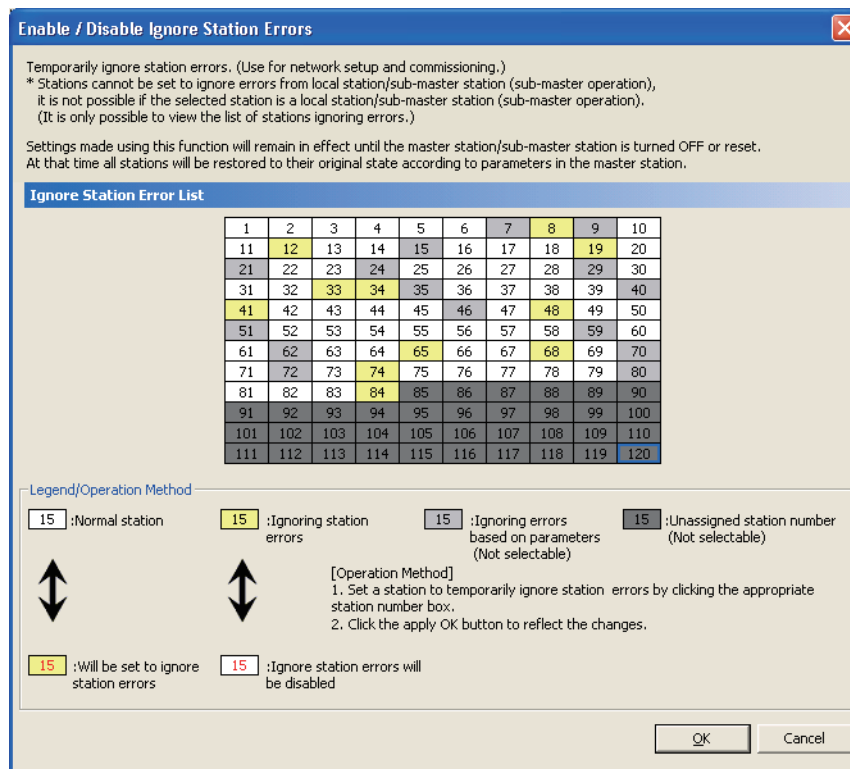 Enable / Disable Ignore Station Errors
Temporarily ignore station errors. (Use for network setup and commissioning.)
* Stations cannot be set to ignore errors from local station/sub-master station (sub-master operation),
it is not possible if the selected station is a local station/sub-master station (sub-master operation).
(It is only possible to view the list of stations ignoring errors.)
Settings made using this function will remain in effect until the master station/sub-master station is turned OFF or reset.
At that time all stations will be restored to their original state according to parameters in the master station.
Ignore Station Error List
1 2 3 4 5 6 7 8 9 10
11 12 13 14 15 16 17 18 19 20
21 22 23 24 25 26 27 28 29 30
31 32 33 34 35 36 37 38 39 40
41 42 43 44 45 46 47 48 49 50
51 52 53 54 55 56 57 58 59 60
61 62 63 64 65 66 67 68 69 70
71 72 73 74 75 76 77 78 79 80
81 82 83 84 85 86 87 88 89 90
91 92 93 94 95 96 97 98 99 100
101 102 103 104 105 106 107 108 109 110
111 112 113 114 115 116 117 118 119 120
Legend/Operation Method
15 :Normal station
15 :Ignoring station
errors
15 :Ignoring errors
based on parameters
(Not selectable)
15 :Unassigned station number
(Not selectable)
[Operation Method]
1. Set a station to temporarily ignore station errors by clicking the appropriate
station number box.
2. Click the apply OK button to reflect the changes.
15 :Will be set to ignore
station errors
15 :Ignore station errors will
be disabled
OK
Cancel